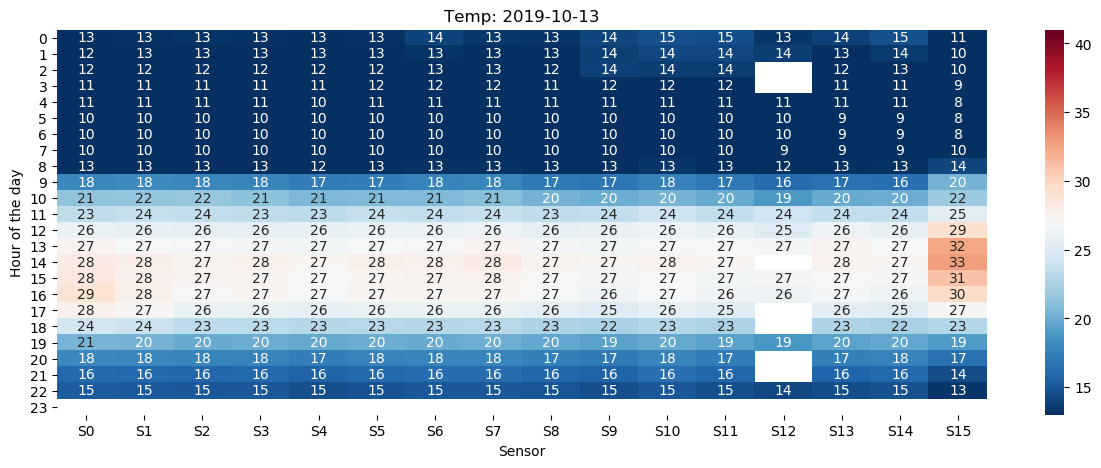 Temp: 2019-10-13
0 13 13 13 13 13 13 14 13 13 14 15 15 13 14 15 11
1 12 13 13 13 13 13 13 13 13 14 14 14 14 13 14 10
2 12 12 12 12 12 12 13 13 12 14 14 14 12 13 10
3 11 11 11 11 11 12 12 12 11 12 12 12 11 11 9
4 11 11 11 11 10 11 11 11 11 11 11 11 11 11 11 8
5 10 10 10 10 10 10 10 10 10 10 10 10 10 9 9 8
6 10 10 10 10 10 10 10 10 10 10 10 10 10 9 9 8
7 10 10 10 10 10 10 10 10 10 10 10 10 9 9 9 10
8 13 13 13 13 12 13 13 13 13 13 13 13 12 13 13 14
9 18 18 18 18 17 17 18 18 17 17 18 17 16 17 16 20
10 21 22 22 21 21 21 21 21 20 20 20 20 19 20 20 22
11 23 24 24 23 23 24 24 24 23 24 24 24 24 24 24 25
12 26 26 26 26 26 26 26 26 26 26 26 26 25 26 26 29
13 27 27 27 27 27 27 27 27 27 27 27 27 27 27 27 32
14 28 28 27 28 27 28 28 28 27 27 28 27 28 27 33
15 28 28 27 27 27 27 27 28 27 27 27 27 27 27 27 31
16 29 28 27 27 27 27 27 27 27 26 27 26 26 27 26 30
17 28 27 26 26 26 26 26 26 26 25 26 25 26 25 27
18 24 24 23 23 23 23 23 23 23 22 23 23 23 22 23
19 21 20 20 20 20 20 20 20 20 19 20 19 19 20 20 19
20 18 18 18 18 17 18 18 18 17 17 18 17 17 18 17
21 16 16 16 16 16 16 16 16 16 16 16 16 16 16 14
22 15 15 15 15 15 15 15 15 15 15 15 15 14 15 15 13
23
S0 S1 S2 S3 S4 S5 S6 S7 S8 S9 S10 S11 S12 S13 S14 S15
Sensor
Hour of the day
40
35
30
25
20
15